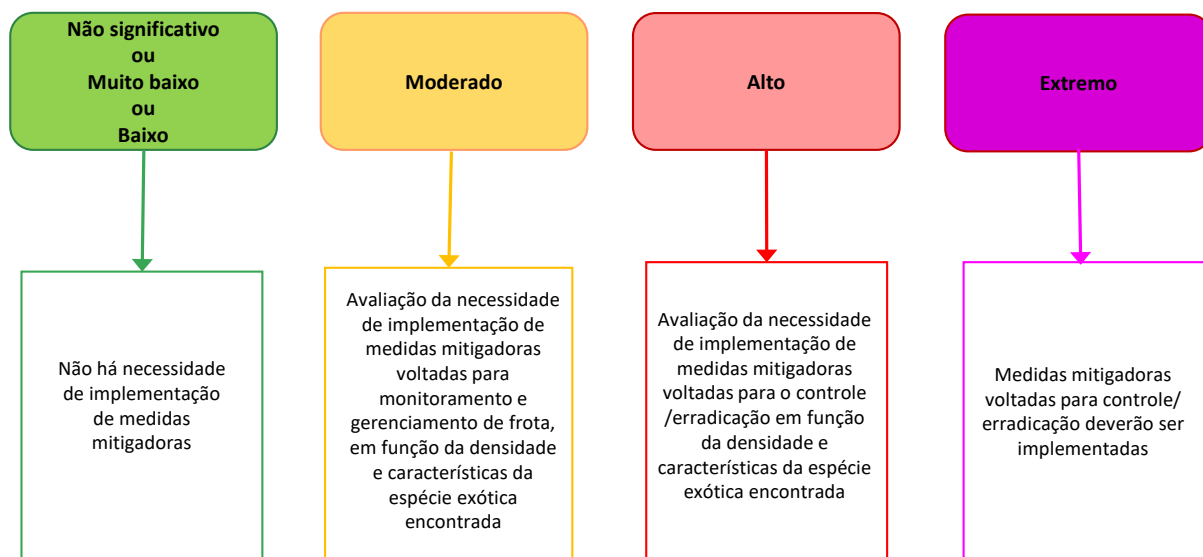 Não significativo
ou
Muito baixo
ou
Baixo
Moderado
Alto
Extremo
Não há necessidade
de implementação
de medidas
mitigadoras
Avaliação da necessidade
de implementação de
medidas mitigadoras
voltadas para
monitoramento e
gerenciamento de frota,
em função da densidade
e características da
espécie exótica
encontrada
Avaliação da necessidade
de implementação de
medidas mitigadoras
voltadas para o controle
/erradicação em função
da densidade e
características da espécie
exótica encontrada
Medidas mitigadoras
voltadas para controle/
erradicação deverão ser
implementadas